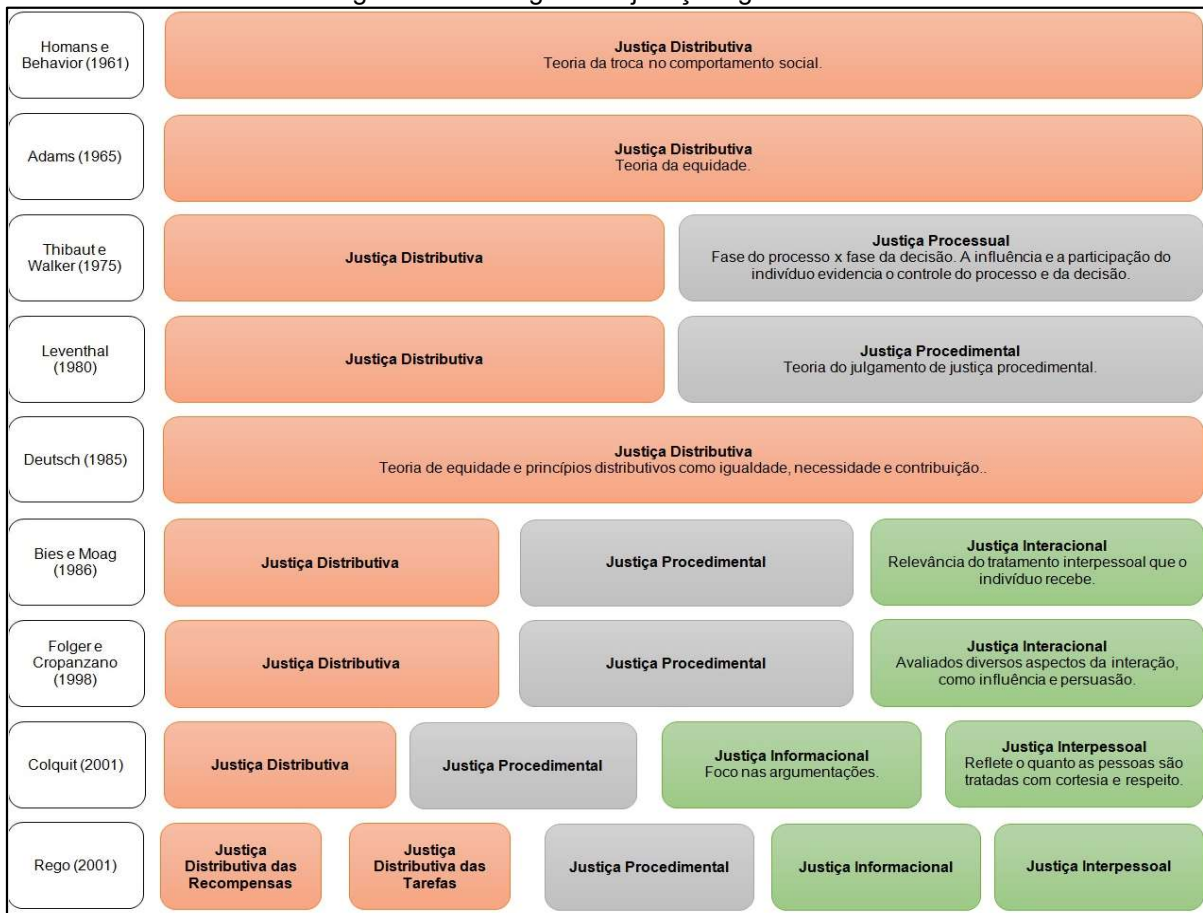 Homans e
Behavior (1961)
Justiça Distributiva
Teoria da troca no comportamento social.
Adams (1965)
Justiça Distributiva
Teoria da equidade.
Thibaut e
Walker (1975)
Justiça Distributiva
Justiça Processual
Fase do processo x fase da decisão. A influência e a participação do
indivíduo evidencia o controle do processo e da decisão.
Leventhal
(1980)
Justiça Distributiva
Justiça Procedimental
Teoria do julgamento de justiça procedimental.
Deutsch (1985)
Justiça Distributiva
Teoria de equidade e princípios distributivos como igualdade, necessidade e contribuição..
Bies e Moag
(1986)
Justiça Distributiva
Justiça Procedimental
Justiça Interacional
Relevância do tratamento interpessoal que o
indivíduo recebe.
Folger e
Cropanzano
(1998)
Justiça Distributiva
Justiça Procedimental
Justiça Interacional
Avaliados diversos aspectos da interação,
como influência e persuasão.
Colquit (2001)
Justiça Distributiva
Justiça Procedimental
Justiça Informacional
Foco nas argumentações.
Justiça Interpessoal
Reflete o quanto as pessoas são
tratadas com cortesia e respeito.
Rego (2001)
Justiça
Distributiva das
Recompensas
Justiça
Distributiva das
Tarefas
Justiça Procedimental
Justiça Informacional
Justiça Interpessoal